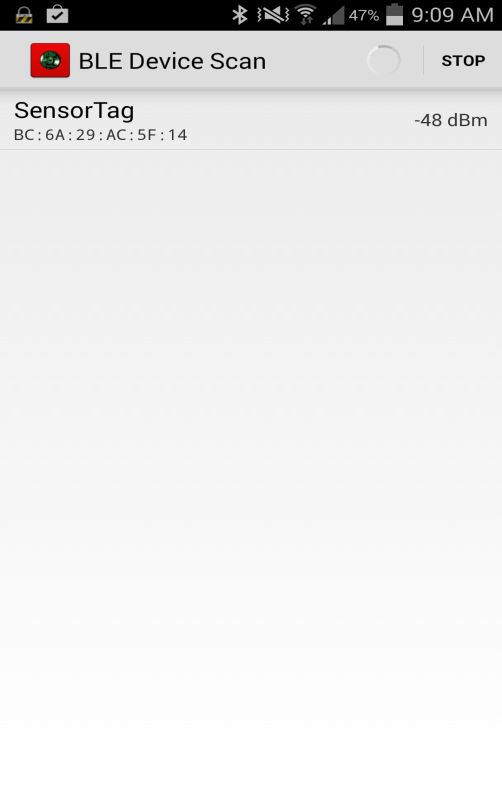 47% 9:09 AM
BLE Device Scan STOP
SensorTag
BC:6A:29:AC:5F:14
-48 dBm